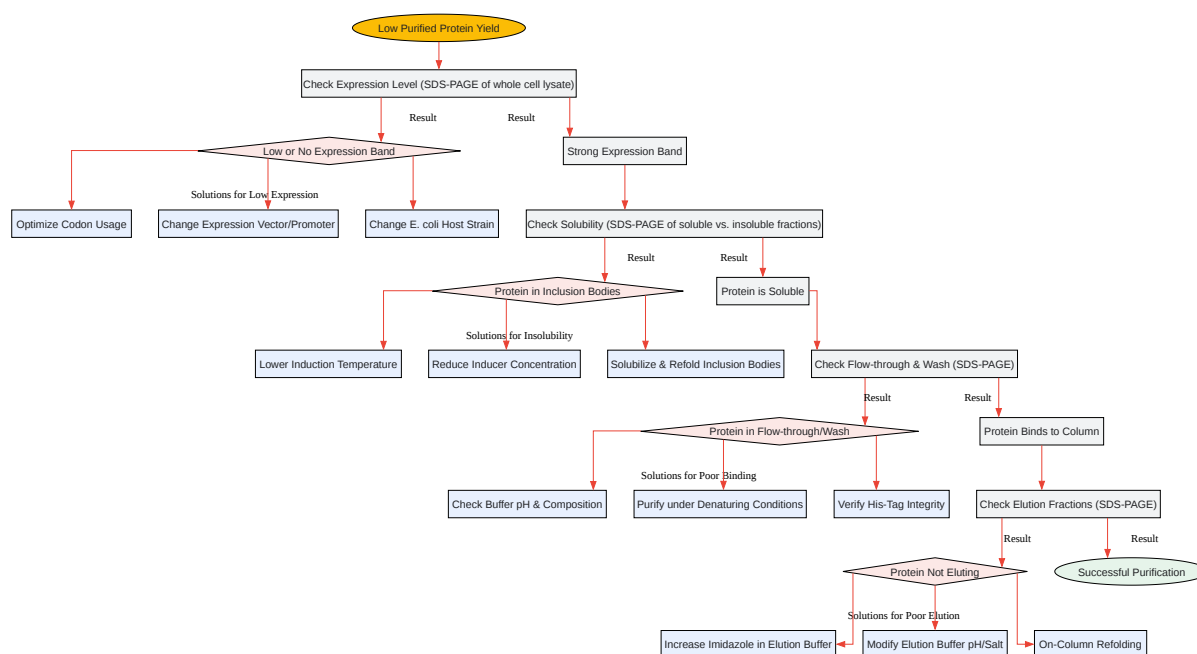 Low Purified Protein Yield
Check Expression Level (SDS-PAGE of whole cell lysate)
Result
Result
Low or No Expression Band
Strong Expression Band
Solutions for Low Expression
Optimize Codon Usage
Change Expression Vector/Promoter
Change E. coli Host Strain
Check Solubility (SDS-PAGE of soluble vs. insoluble fractions)
Result
Result
Protein in Inclusion Bodies
Protein is Soluble
Solutions for Insolubility
Lower Induction Temperature
Reduce Inducer Concentration
Solubilize & Refold Inclusion Bodies
Check Flow-through & Wash (SDS-PAGE)
Result
Result
Protein in Flow-through/Wash
Protein Binds to Column
Solutions for Poor Binding
Check Buffer pH & Composition
Purify under Denaturing Conditions
Verify His-Tag Integrity
Check Elution Fractions (SDS-PAGE)
Result
Result
Protein Not Eluting
Successful Purification
Solutions for Poor Elution
Increase Imidazole in Elution Buffer
Modify Elution Buffer pH/Salt
On-Column Refolding